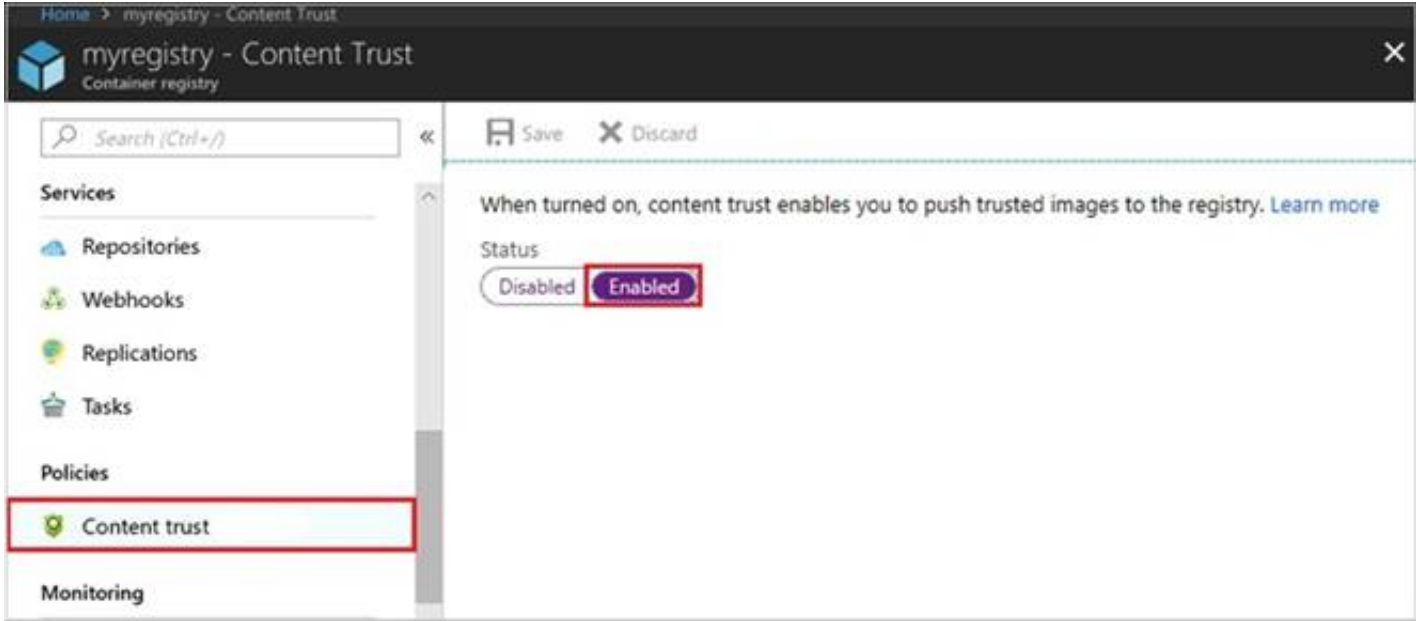 Home > myregistry - Content Trust
myregistry - Content Trust
Container registry
Search (Ctrl+/)
«
Save Discard
Services
Repositories
Webhooks
Replications
Tasks
Policies
Content trust
Monitoring
When turned on, content trust enables you to push trusted images to the registry. Learn more
Status
Disabled Enabled